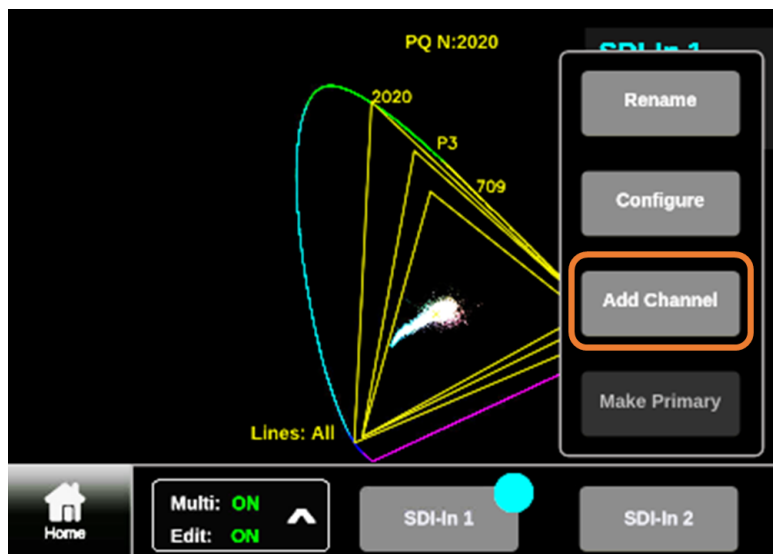 PQ N:2020
SDI-In 1
Rename
2020
P3
709
Configure
Add Channel
Make Primary
Lines: All
Home
Multi: ON
Edit: ON
SDI-In 1
SDI-In 2